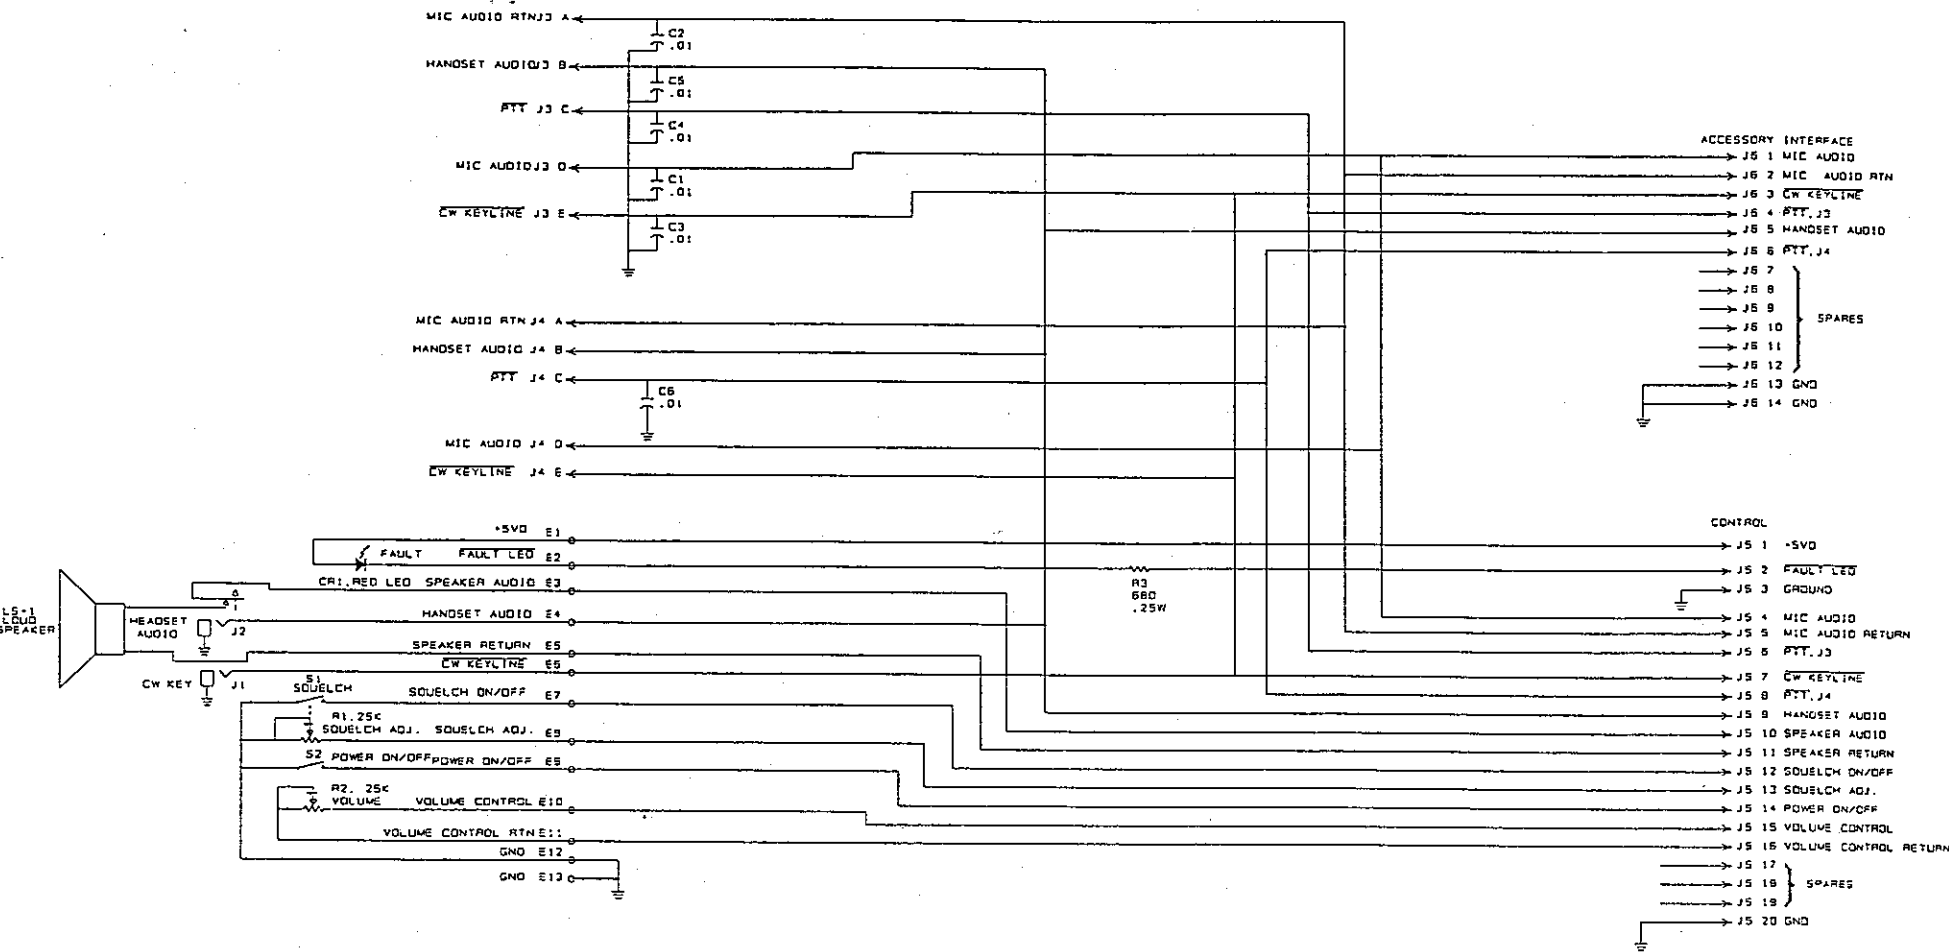 MIC AUDIO RTN J3 A
C2
.01
HANDSET AUDIO J3 B
C5
.01
PTT J3 C
C4
.01
MIC AUDIO J3 D
C1
.01
CW KEYLINE J3 E
C3
.01
MIC AUDIO RTN J4 A
HANDSET AUDIO J4 B
PTT J4 C
C6
.01
MIC AUDIO J4 D
CW KEYLINE J4 E
ACCESSORY INTERFACE
J6 1 MIC AUDIO
J6 2 MIC AUDIO RTN
J6 3 CW KEYLINE
J6 4 PTT, J3
J6 5 HANDSET AUDIO
J6 6 PTT, J4
J6 7
J6 8
J6 9
J6 10
J6 11
J6 12
SPARES
J6 13 GND
J6 14 GND
+5VD E1
FAULT
FAULT LED E2
CR1, RED LED
SPEAKER AUDIO E3
HANDSET AUDIO E4
SPEAKER RETURN E5
CW KEYLINE E6
LS-1
LOUD
SPEAKER
HEADSET
AUDIO
J2
CW KEY
J1
S1
SQUELCH
SQUELCH ON/OFF E7
R1, 25K
SQUELCH ADJ.
SQUELCH ADJ. E9
S2
POWER ON/OFF
POWER ON/OFF E8
R2, 25K
VOLUME
VOLUME CONTROL E10
VOLUME CONTROL RTN E11
GND E12
GND E13
R3
680
.25W
CONTROL
J5 1 +5VD
J5 2 FAULT LED
J5 3 GROUND
J5 4 MIC AUDIO
J5 5 MIC AUDIO RETURN
J5 6 PTT, J3
J5 7 CW KEYLINE
J5 8 PTT, J4
J5 9 HANDSET AUDIO
J5 10 SPEAKER AUDIO
J5 11 SPEAKER RETURN
J5 12 SQUELCH ON/OFF
J5 13 SQUELCH ADJ.
J5 14 POWER ON/OFF
J5 15 VOLUME CONTROL
J5 16 VOLUME CONTROL RETURN
J5 17
J5 18
J5 19
SPARES
J5 20 GND